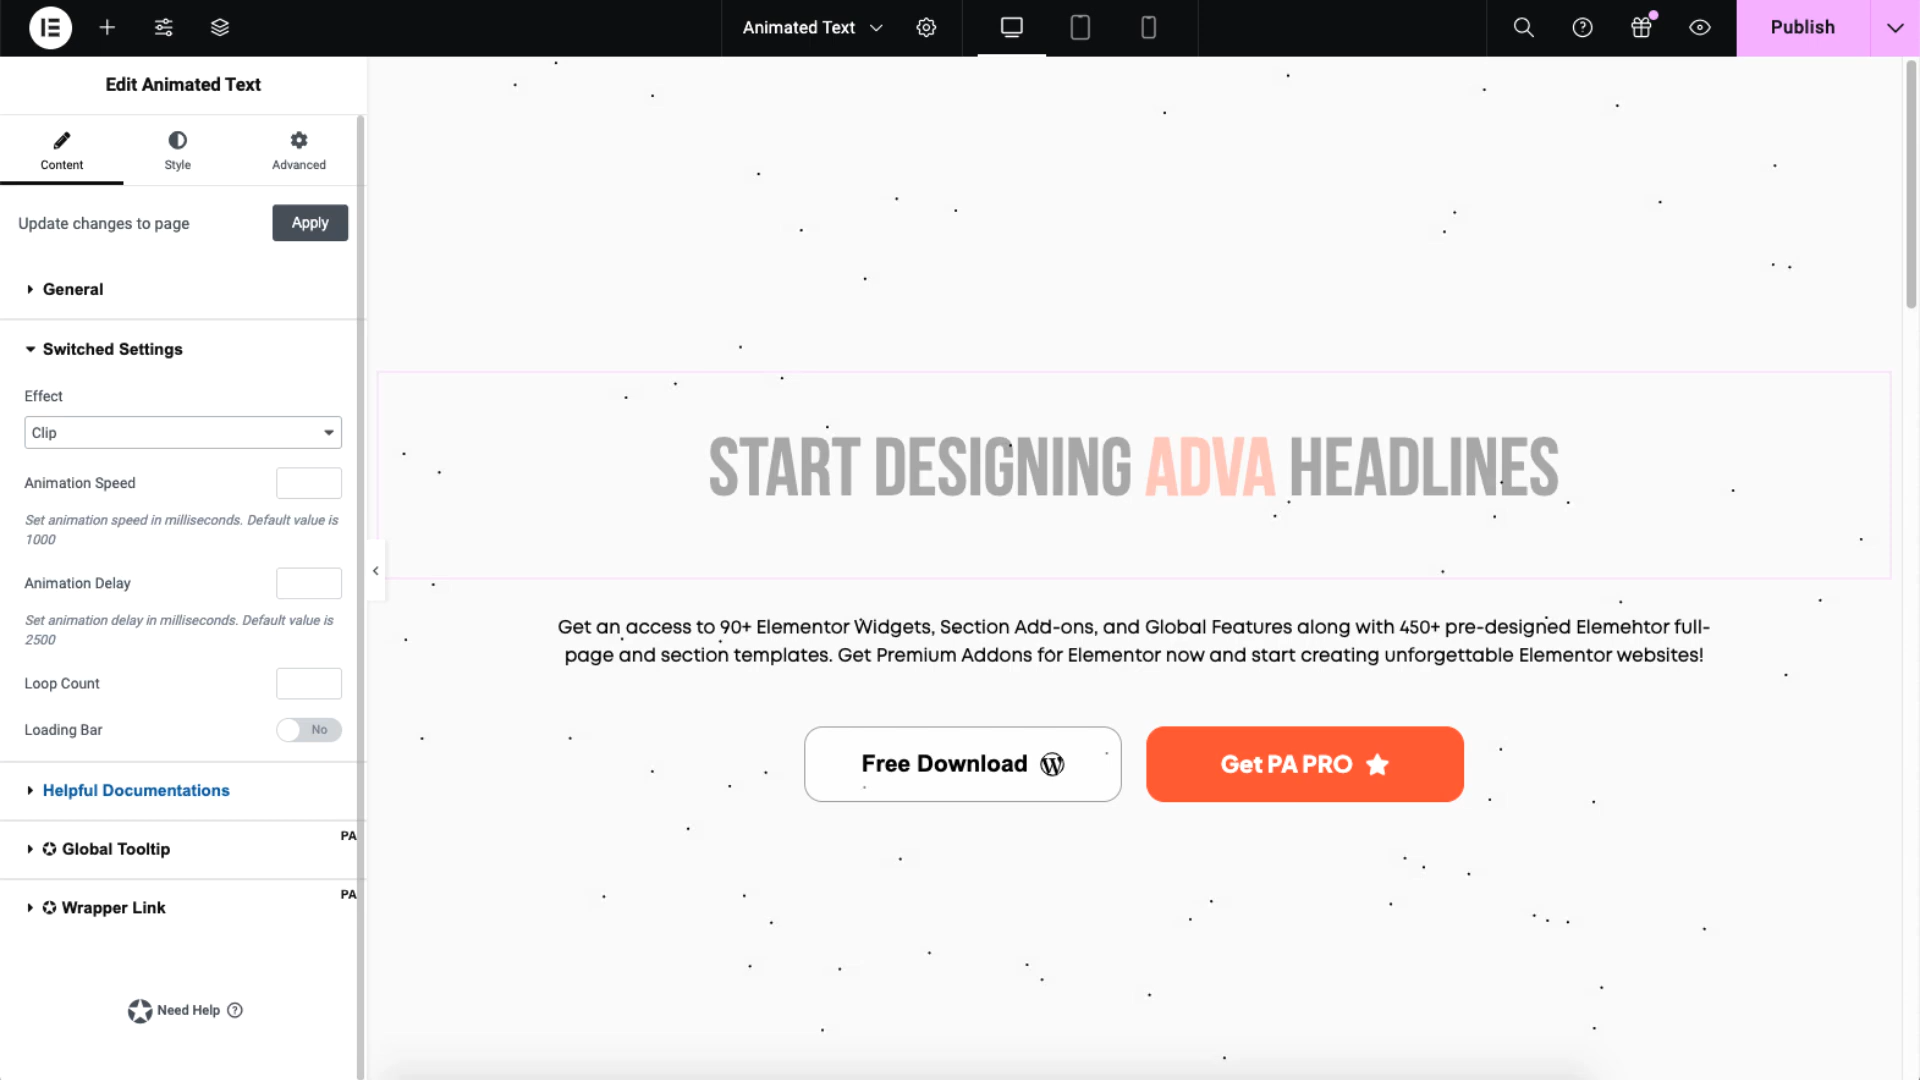 Animated Text
Publish
Edit Animated Text
Content
Style
Advanced
Update changes to page
Apply
General
Switched Settings
Effect
Clip
Animation Speed
Set animation speed in milliseconds. Default value is
1000
Animation Delay
Set animation delay in milliseconds. Default value is
2500
Loop Count
Loading Bar
No
Helpful Documentations
PA
Global Tooltip
PA
Wrapper Link
Need Help
START DESIGNING ADVA HEADLINES
Get an access to 90+ Elementor Widgets, Section Add-ons, and Global Features along with 450+ pre-designed Elemehtor full-
page and section templates. Get Premium Addons for Elementor now and start creating unforgettable Elementor websites!
Free Download
Get PA PRO